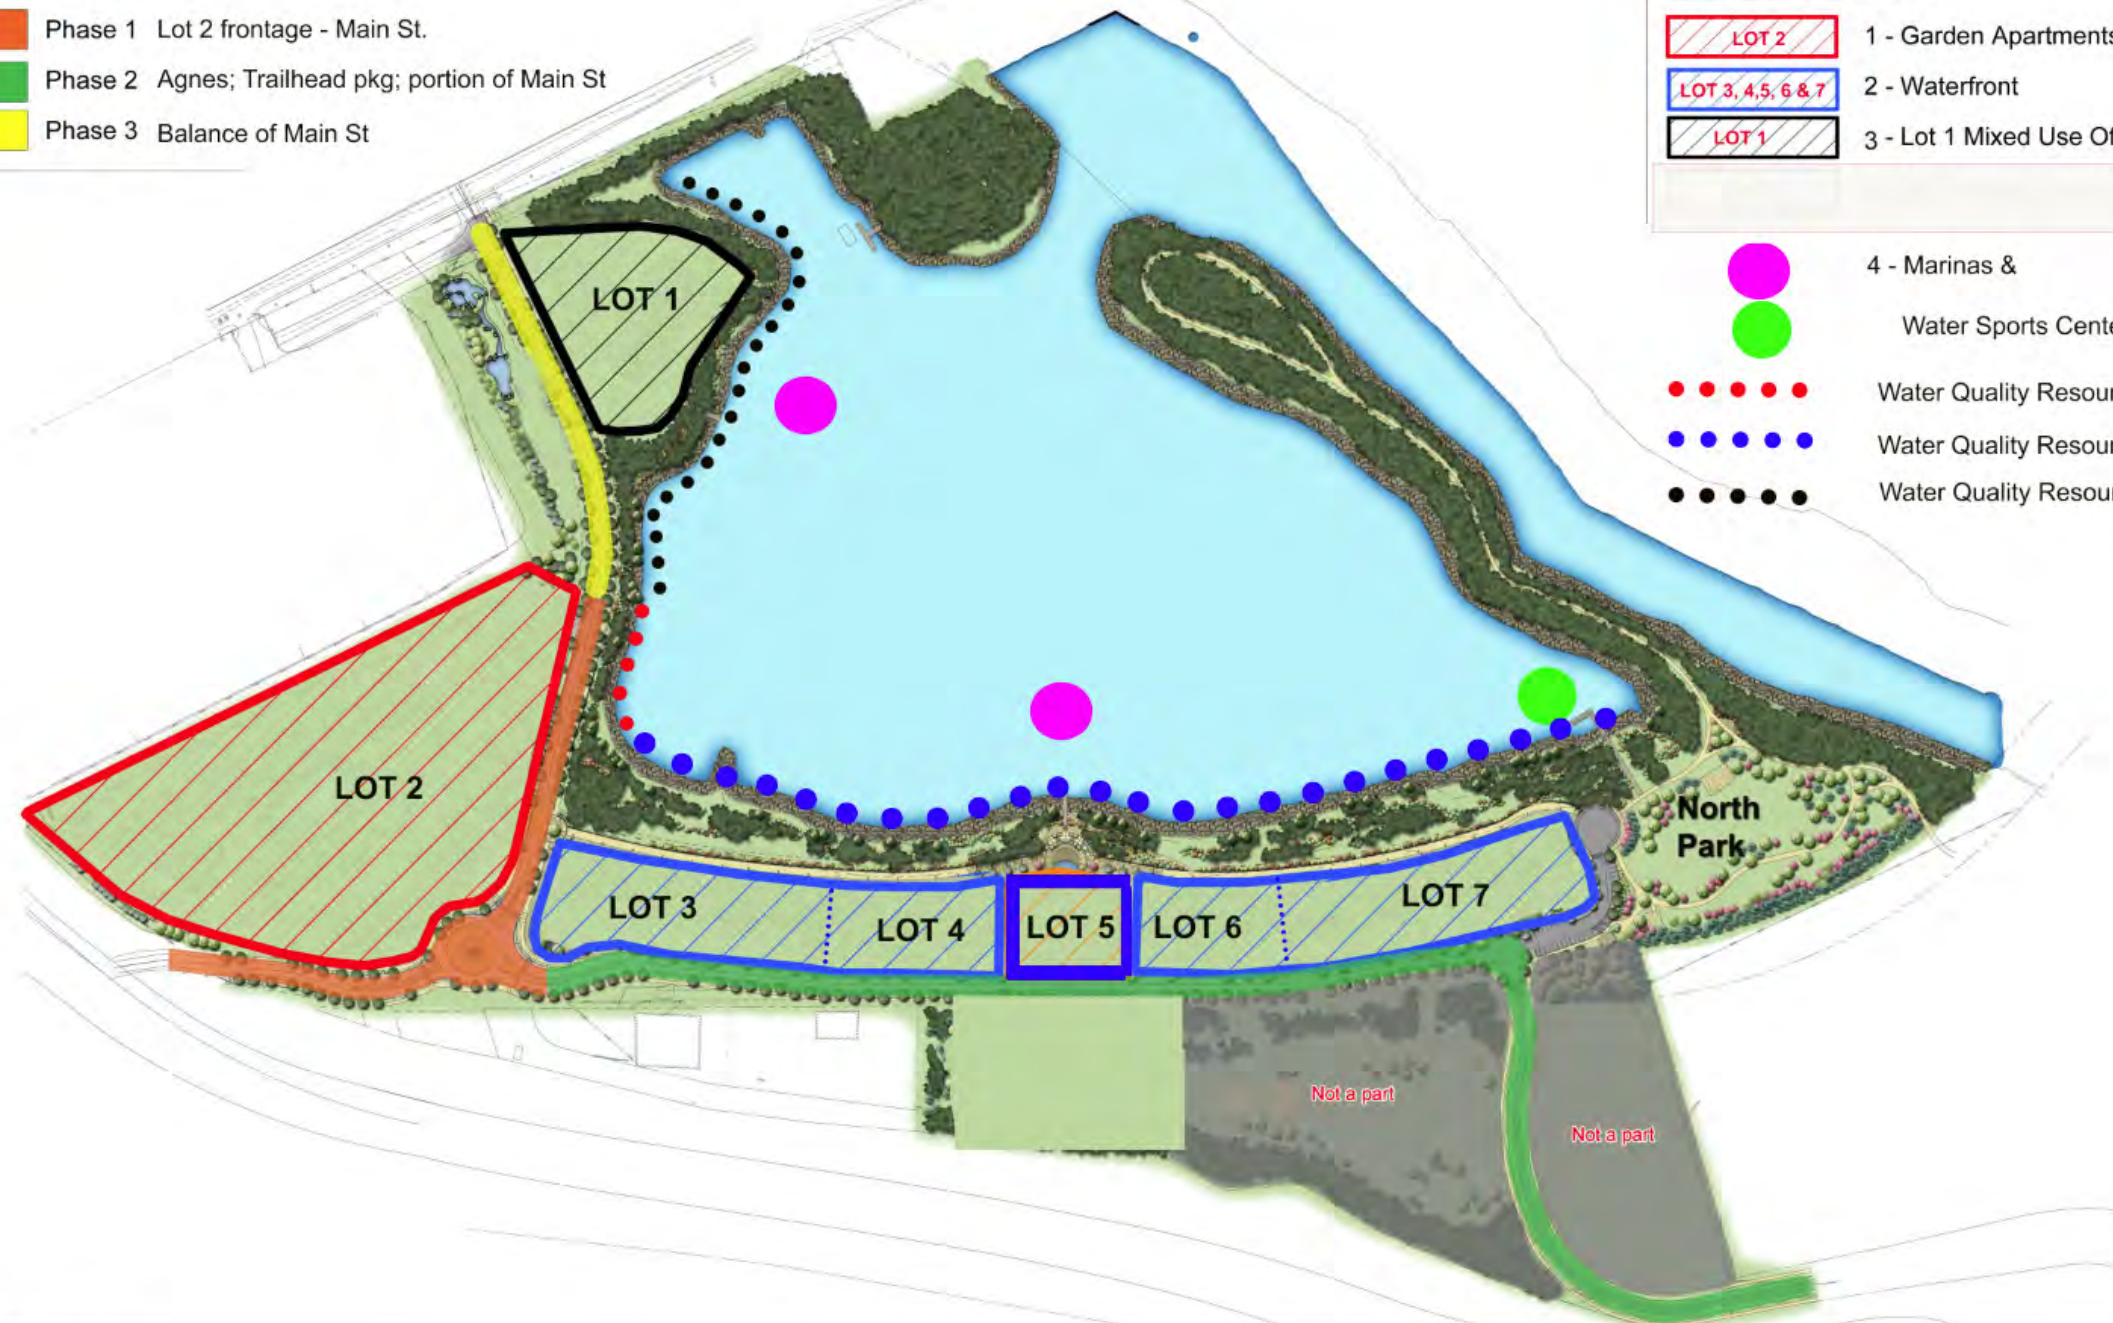 Phase 1 Lot 2 frontage - Main St.
Phase 2 Agnes; Trailhead pkg; portion of Main St
Phase 3 Balance of Main St
LOT 2 1 - Garden Apartments
LOT 3, 4,5, 6 & 7 2 - Waterfront
LOT 1 3 - Lot 1 Mixed Use
4 - Marinas &
Water Sports
Water Quality
Water Quality
Water Quality
LOT 1
LOT 2
North
Park
LOT 3
LOT 4
LOT 5
LOT 6
LOT 7
Not a part
Not a part